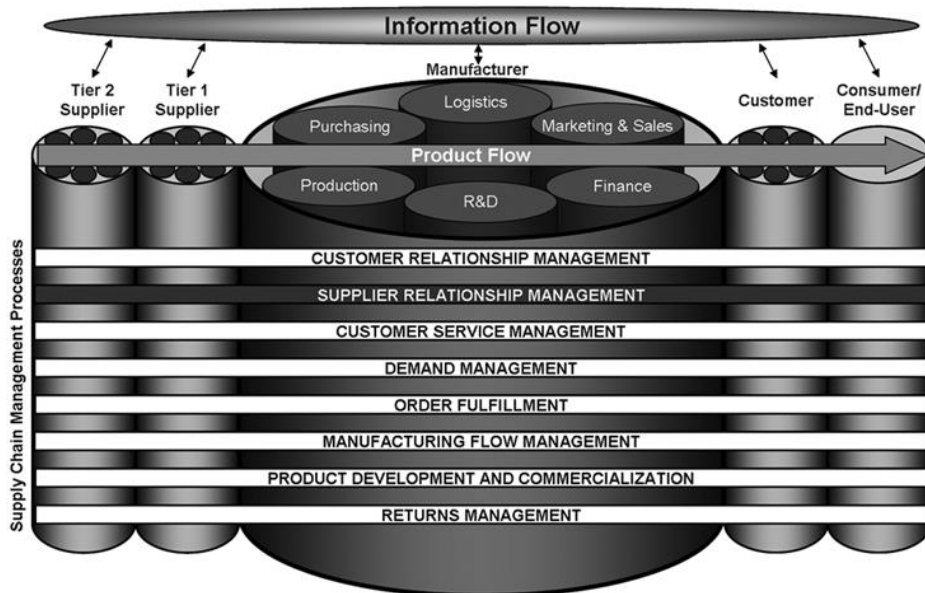 Information Flow
Manufacturer
Tier 2
Supplier
Tier 1
Supplier
Customer
Consumer/
End-User
Logistics
Purchasing
Marketing & Sales
Product Flow
Production
R&D
Finance
Supply Chain Management Processes
CUSTOMER RELATIONSHIP MANAGEMENT
SUPPLIER RELATIONSHIP MANAGEMENT
CUSTOMER SERVICE MANAGEMENT
DEMAND MANAGEMENT
ORDER FULFILLMENT
MANUFACTURING FLOW MANAGEMENT
PRODUCT DEVELOPMENT AND COMMERCIALIZATION
RETURNS MANAGEMENT